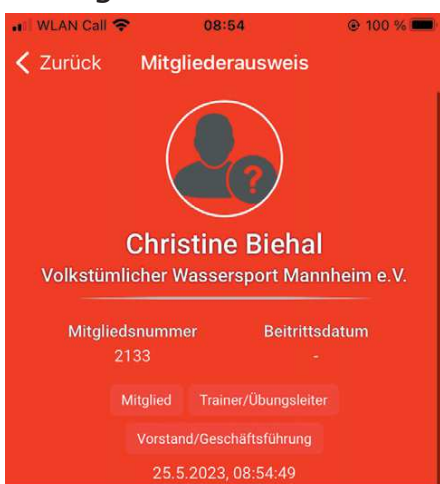 WLAN Call 08:54 100 %
Zurück Mitgliederausweis
?
Christine Biehal
Volkstümlicher Wassersport Mannheim e.V.
Mitgliedsnummer Beitrittsdatum
2133 -
Mitglied Trainer/Übungsleiter
Vorstand/Geschäftsführung
25.5.2023, 08:54:49